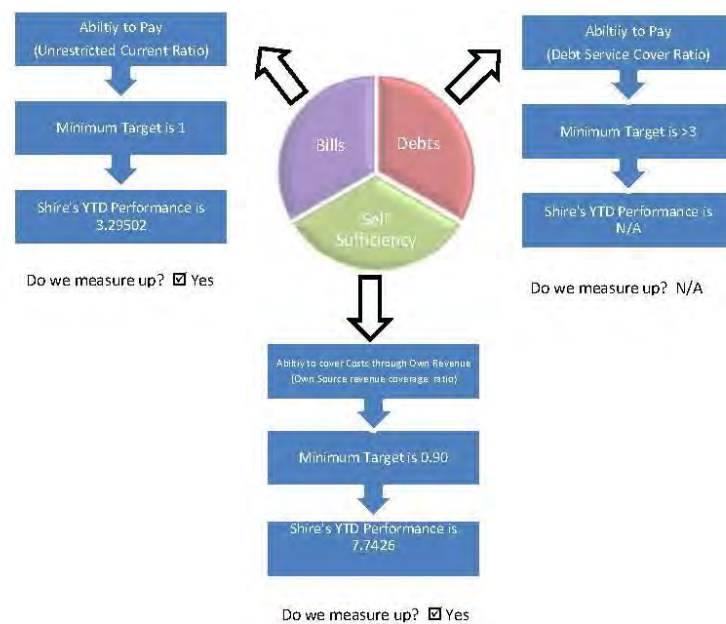 Abiltiy to Pay
(Unrestricted Current Ratio)
Minimum Target is 1
Shire's YTD Performance is
3.29502
Do we measure up? ☑ Yes
Bills
Debts
Self
Sufficiency
Abiltiy to Pay
(Debt Service Cover Ratio)
Minimum Target is >3
Shire's YTD Performance is
N/A
Do we measure up? N/A
Abiltiy to cover Costs through Own Revenue
(Own Source revenue coverage ratio)
Minimum Target is 0.90
Shire's YTD Performance is
7.7426
Do we measure up? ☑ Yes